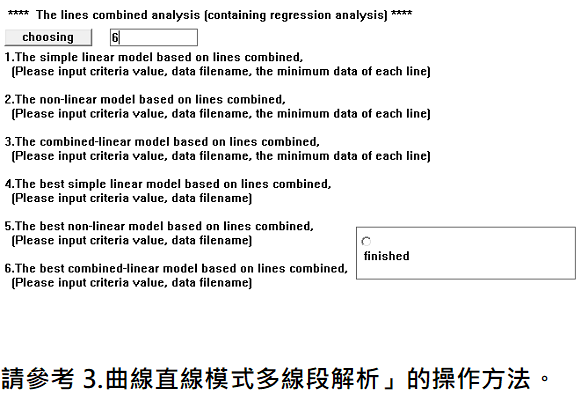 **** The lines combined analysis (containing regression analysis) ****
choosing 6
1.The simple linear model based on lines combined,
(Please input criteria value, data filename, the minimum data of each line)
2.The non-linear model based on lines combined,
(Please input criteria value, data filename, the minimum data of each line)
3.The combined-linear model based on lines combined,
(Please input criteria value, data filename, the minimum data of each line)
4.The best simple linear model based on lines combined,
(Please input criteria value, data filename)
5.The best non-linear model based on lines combined,
(Please input criteria value, data filename)
6.The best combined-linear model based on lines combined,
(Please input criteria value, data filename)
finished
請參考 3.曲線直線模式多線段解析」的操作方法。